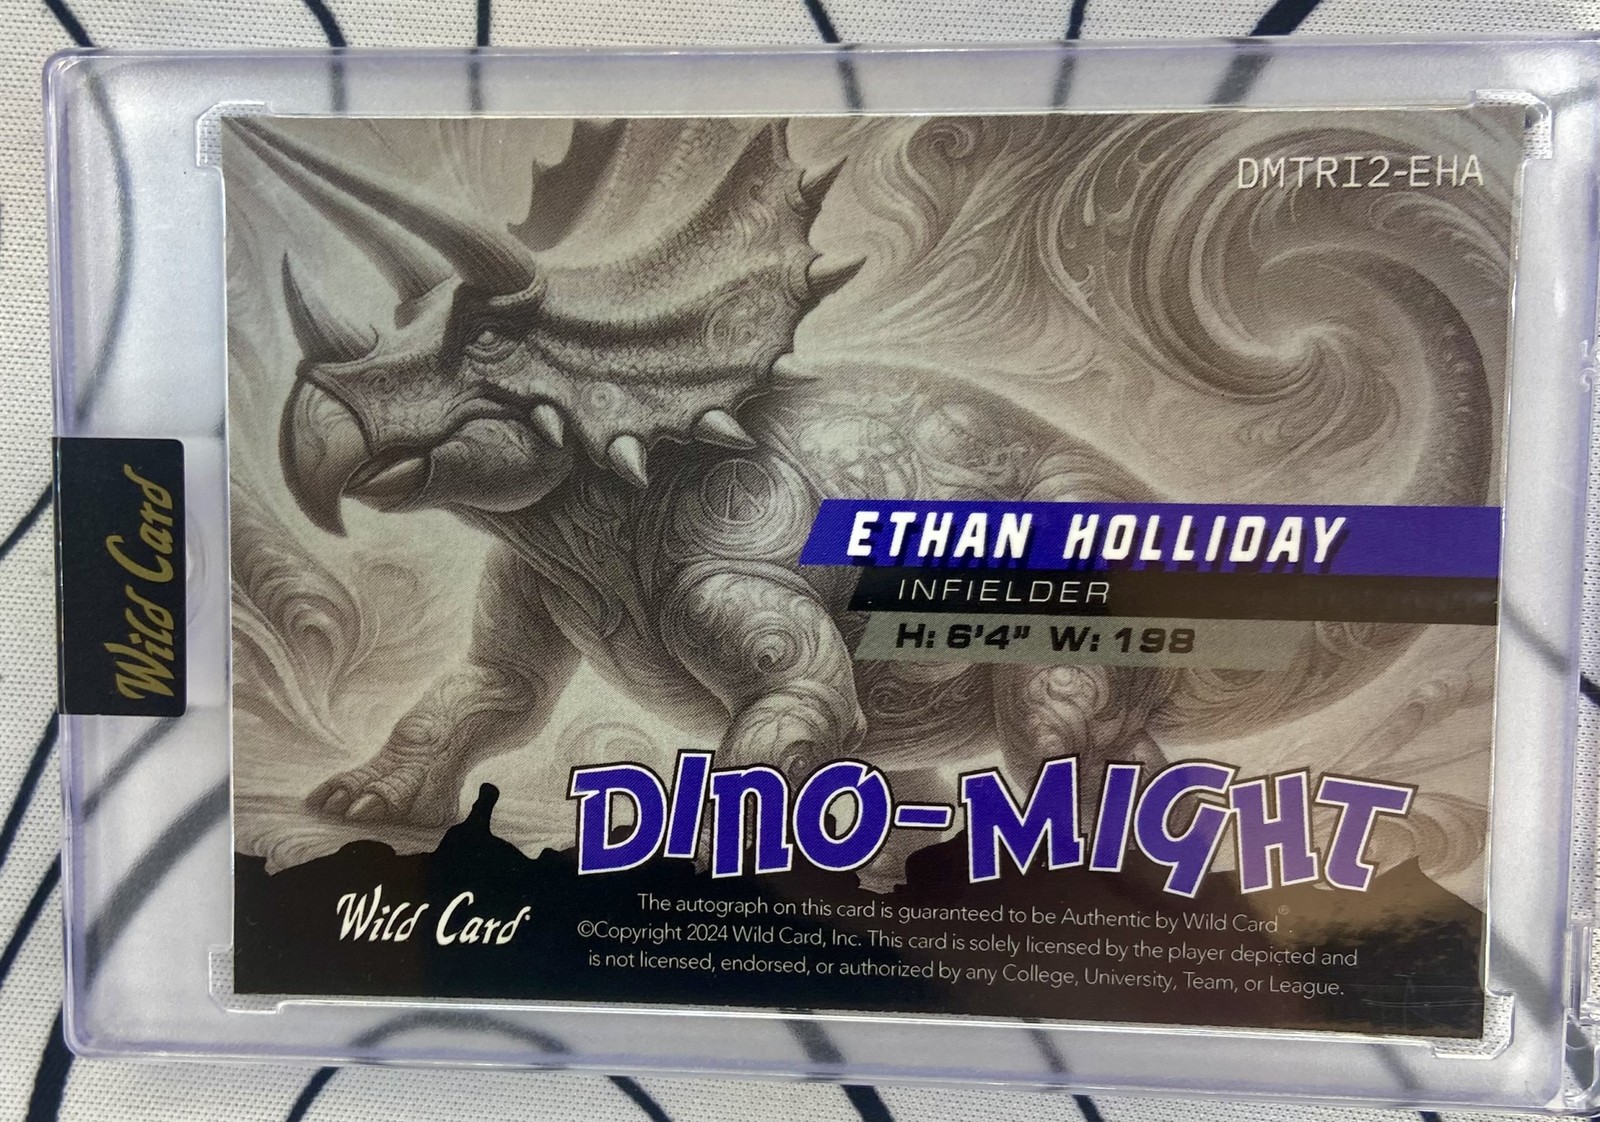 DMTRI2-EHA
Wild Card
ETHAN HOLLIDAY
INFIELDER
H: 6'4" W: 198
DINO-MIGHT
Wild Card®
The autograph on this card is guaranteed to be Authentic by Wild Card®.
©Copyright 2024 Wild Card, Inc. This card is solely licensed by the player depicted and
is not licensed, endorsed, or authorized by any College, University, Team, or League.